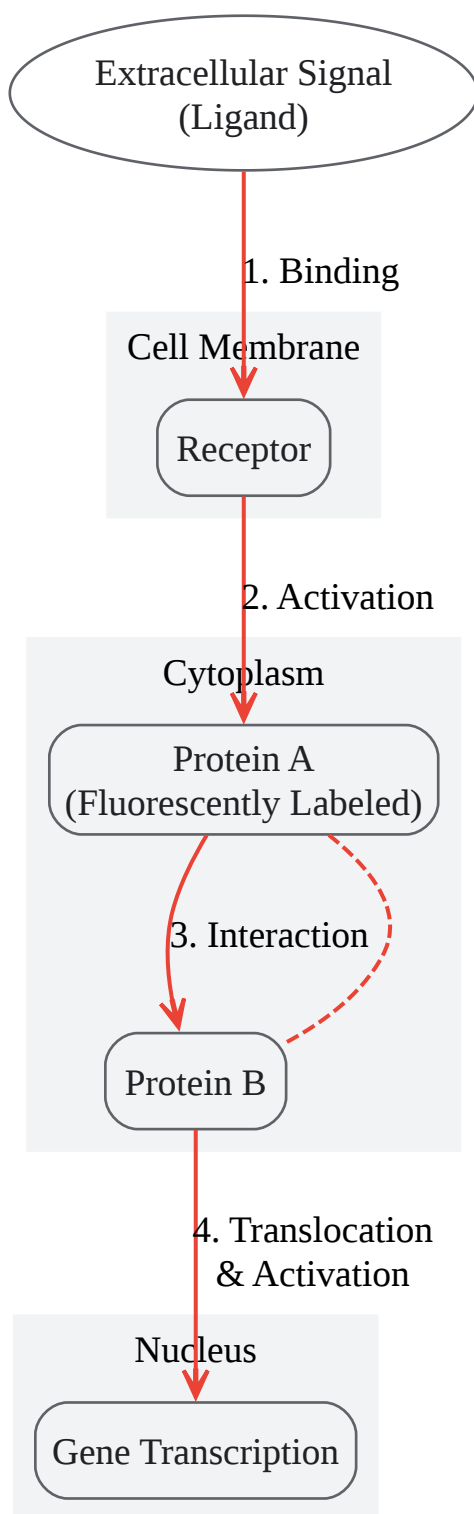 Extracellular Signal
(Ligand)
1. Binding
Cell Membrane
Receptor
2. Activation
Cytoplasm
Protein A
(Fluorescently Labeled)
3. Interaction
Protein B
4. Translocation
& Activation
Nucleus
Gene Transcription